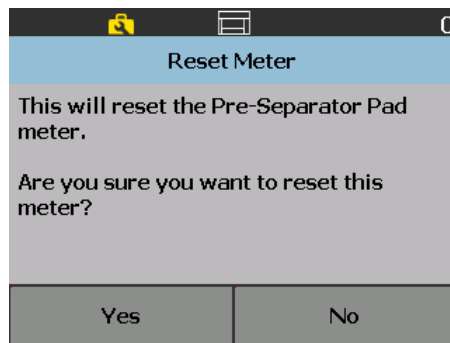 Reset Meter
This will reset the Pre-Separator Pad
meter.
Are you sure you want to reset this
meter?
Yes
No